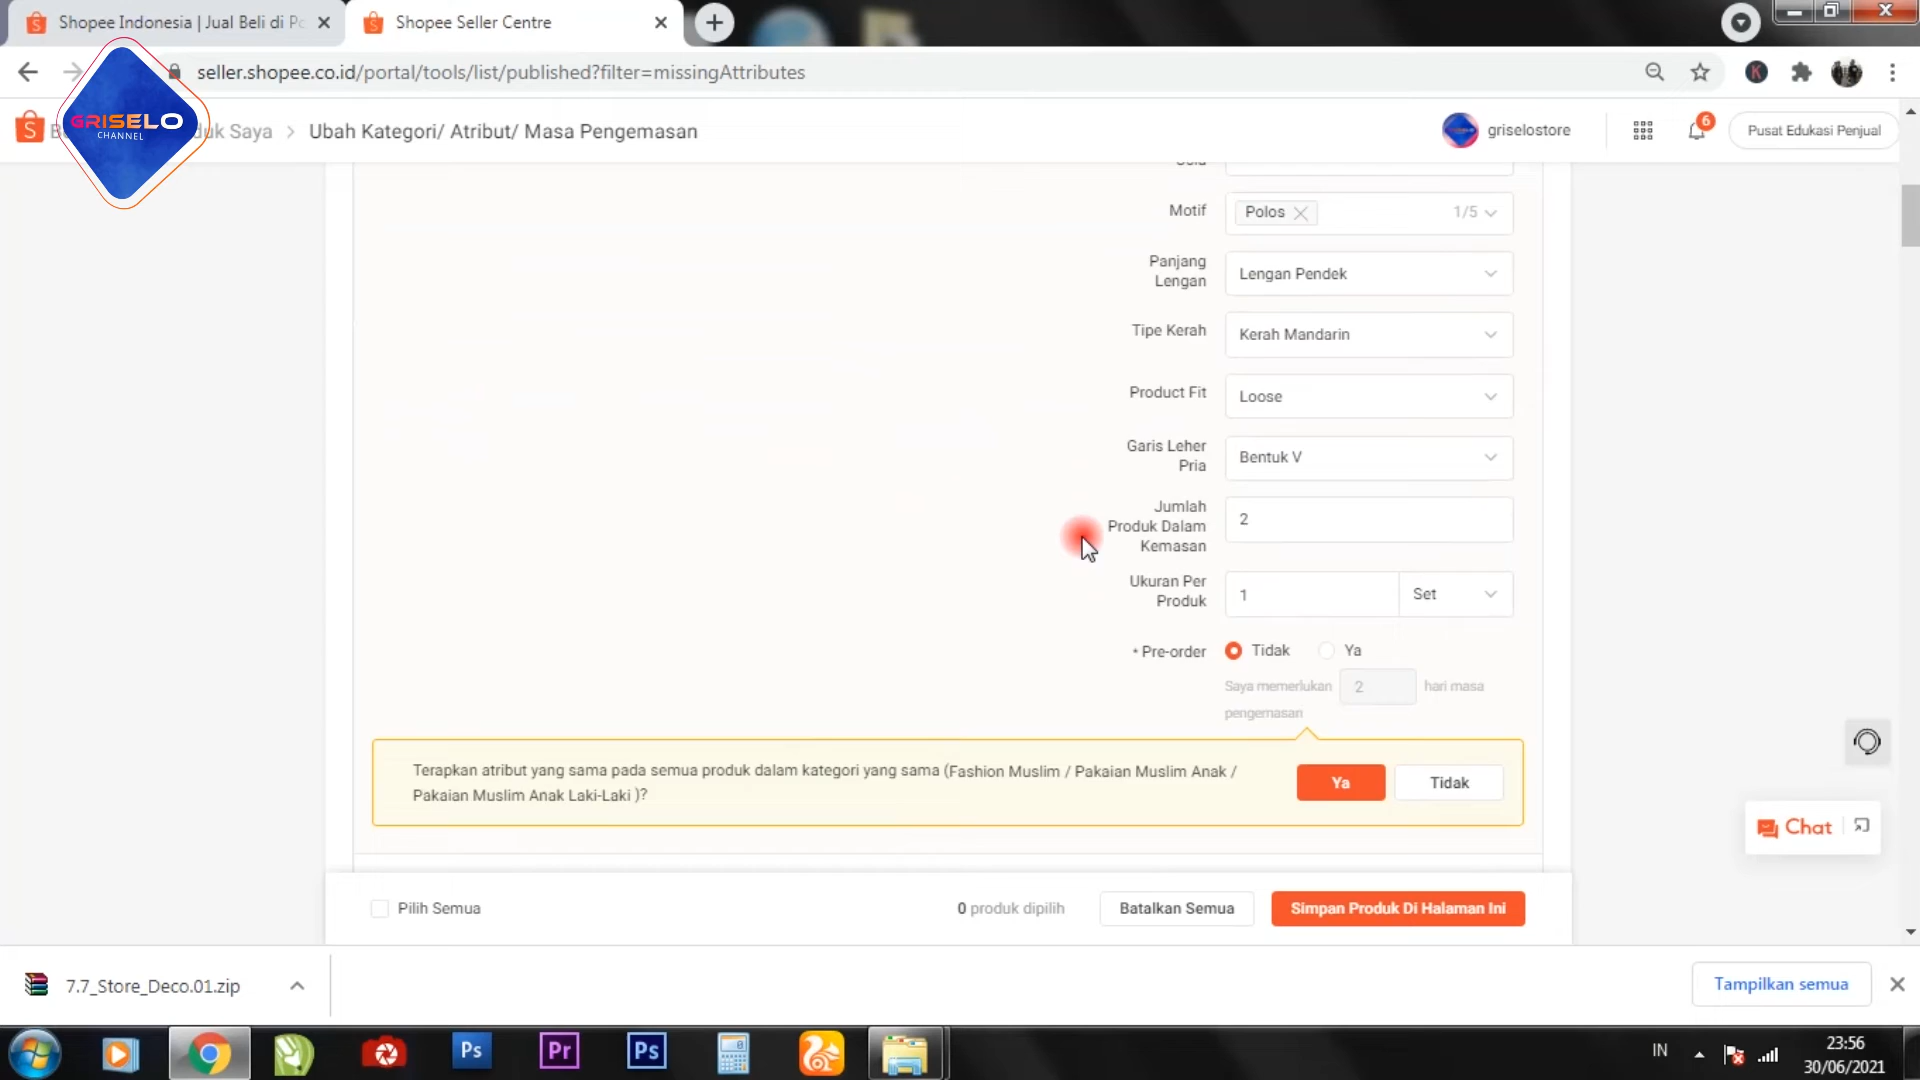 Shopee Indonesia | Jual Beli di Po
Shopee Seller Centre
seller.shopee.co.id/portal/tools/list/published?filter=missingAttributes
GRISELO
CHANNEL
uk Saya > Ubah Kategori/ Atribut/ Masa Pengemasan
griselostore
6
Pusat Edukasi Penjual
Motif
Polos
1/5
Panjang
Lengan
Lengan Pendek
Tipe Kerah
Kerah Mandarin
Product Fit
Loose
Garis Leher
Pria
Bentuk V
Jumlah
Produk Dalam
Kemasan
2
Ukuran Per
Produk
1
Set
* Pre-order
Tidak
Ya
Saya memerlukan 2 hari masa
pengemasan
Terapkan atribut yang sama pada semua produk dalam kategori yang sama (Fashion Muslim / Pakaian Muslim Anak /
Pakaian Muslim Anak Laki-Laki )?
Ya
Tidak
Chat
Pilih Semua
0 produk dipilih
Batalkan Semua
Simpan Produk Di Halaman Ini
7.7_Store_Deco.01.zip
Tampilkan semua
Ps
Pr
Ps
IN
23:56
30/06/2021